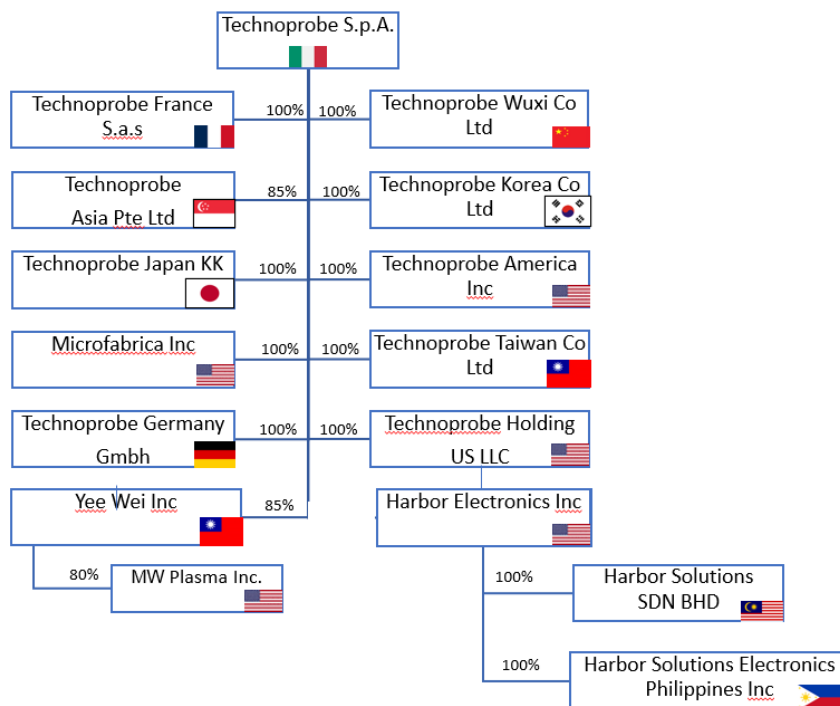 Technoprobe S.p.A.
Technoprobe France
S.a.s
100%
100%
Technoprobe Wuxi Co
Ltd
Technoprobe
Asia Pte Ltd
85%
100%
Technoprobe Korea Co
Ltd
Technoprobe Japan KK
100%
100%
Technoprobe America
Inc
Microfabrica Inc
100%
100%
Technoprobe Taiwan Co
Ltd
Technoprobe Germany
Gmbh
100%
100%
Technoprobe Holding
US LLC
Yee Wei Inc
85%
Harbor Electronics Inc
80%
MW Plasma Inc.
100%
Harbor Solutions
SDN BHD
100%
Harbor Solutions Electronics
Philippines Inc